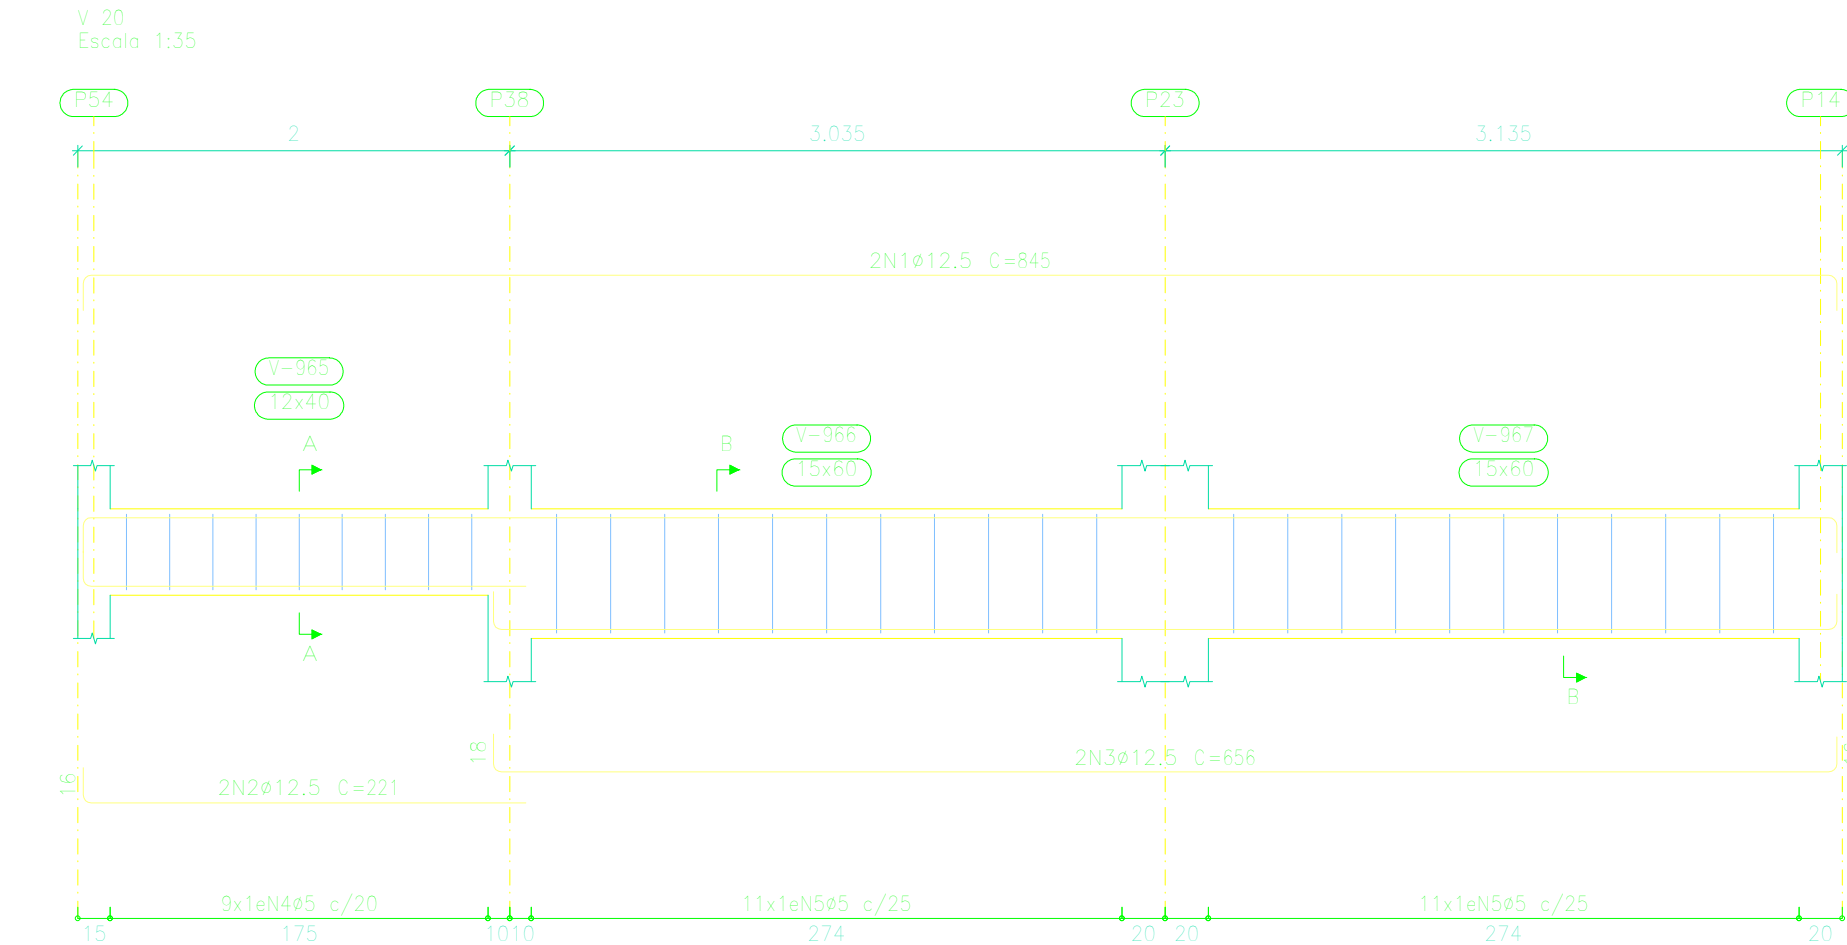 V 20
Escala 1:35
P54 P38 P23 P14
2 3.035 3.135
2N1ø12.5 C=845
V-965
12x40
A
B
V-966
15x60
V-967
15x60
A
B
18
2N3ø12.5 C=656
16
2N2ø12.5 C=221
9x1eN4ø5 c/20 11x1eN5ø5 c/25 11x1eN5ø5 c/25
15 175 10 10 274 20 20 274 20